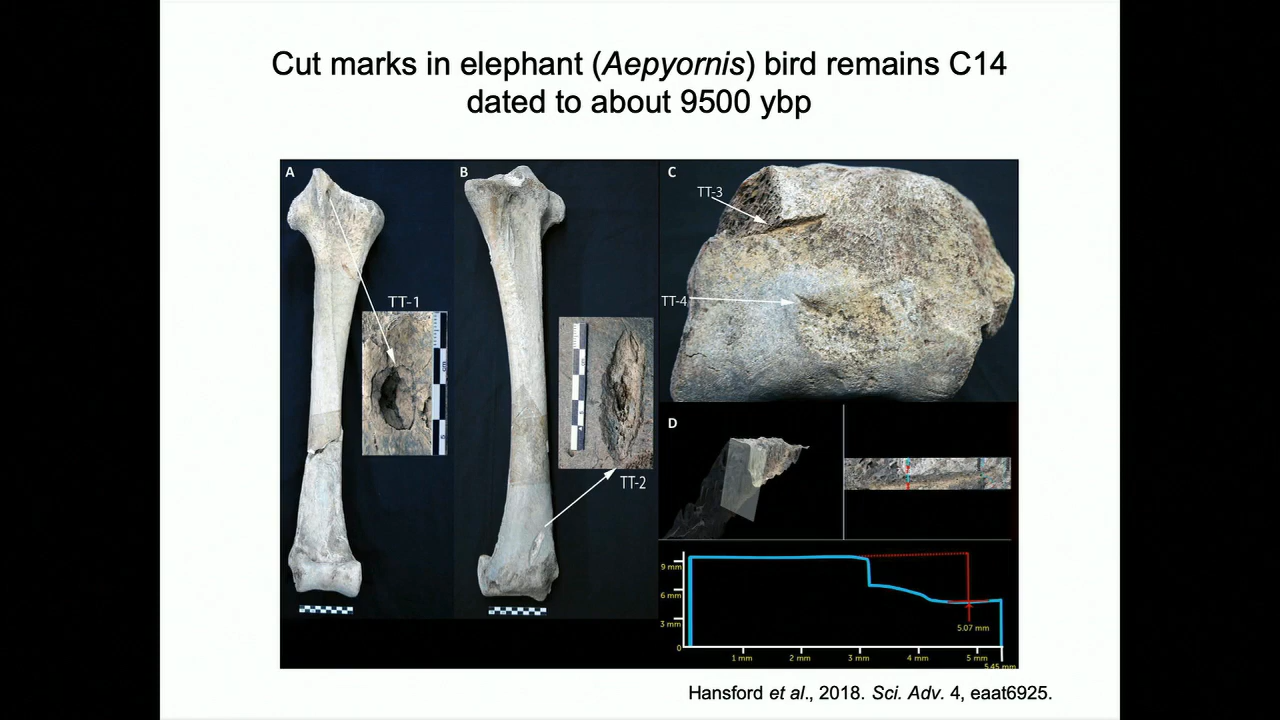 Cut marks in elephant (Aepyornis) bird remains C14
dated to about 9500 ybp
A
B
C
TT-3
TT-4
TT-1
TT-2
D
9 mm
6 mm
3 mm
0
5.07 mm
1 mm
2 mm
3 mm
4 mm
5 mm
5.45 mm
Hansford et al., 2018. Sci. Adv. 4, eaat6925.